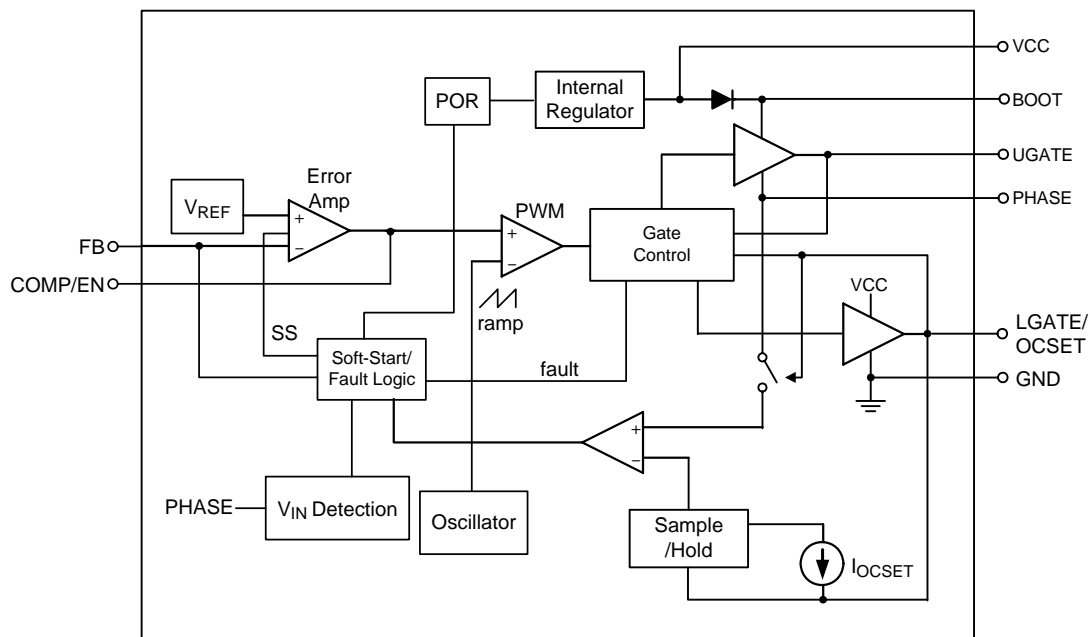 VCC
Internal
Regulator
POR
BOOT
UGATE
Error
Amp
VREF
PWM
PHASE
+
+
Gate
Control
FB
−
−
COMP/EN
VCC
ramp
SS
LGATE/
OCSET
Soft-Start/
Fault Logic
fault
GND
+
−
PHASE
VIN Detection
Oscillator
Sample
/Hold
IOCSET